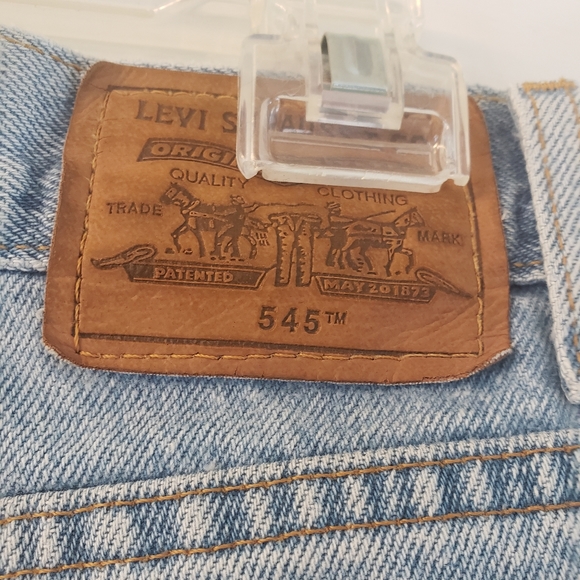 LEVI S
ORIGI
QUALITY CLOTHING
TRADE MARK
PATENTED MAY 20 1873
545™